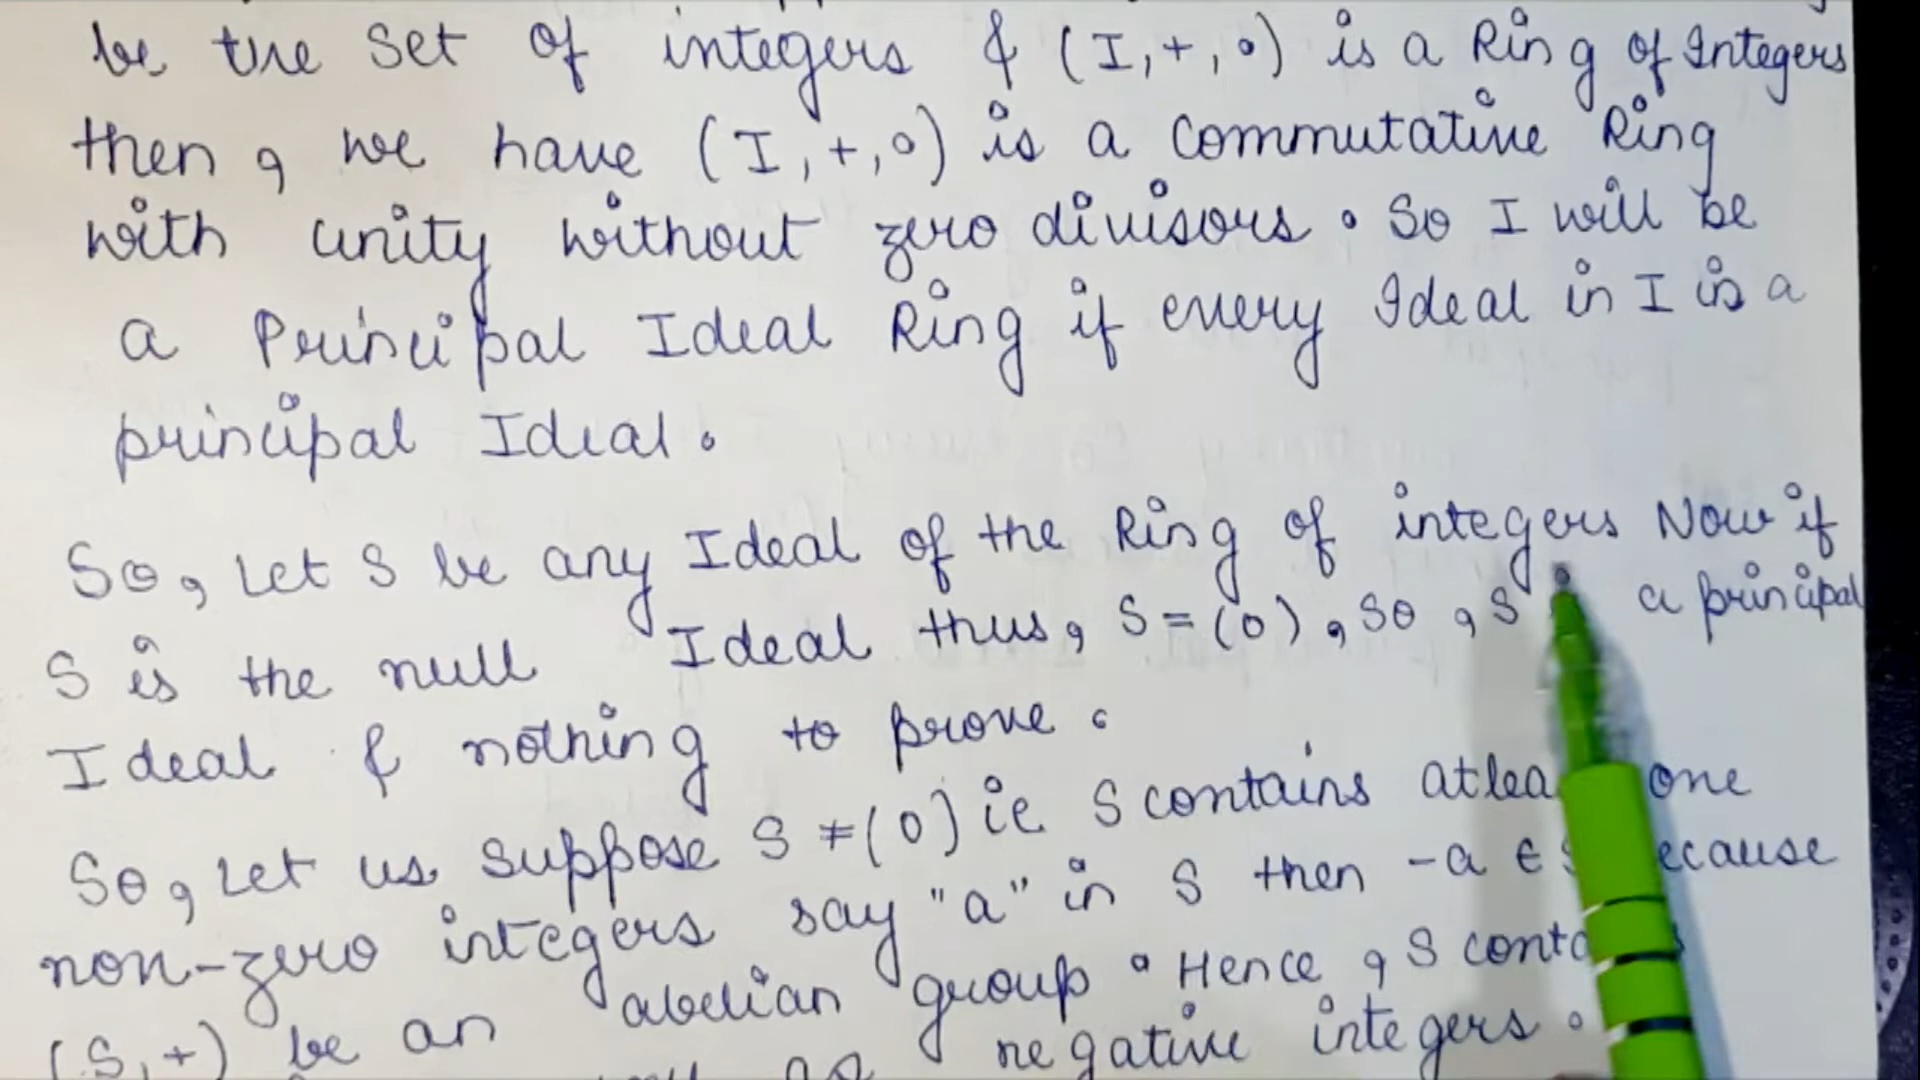 be the Set of integers & (I,+,∘) is a Ring of Integers
then , we have (I,+,∘) is a Commutative Ring
with unity without zero divisors. So I will be
a Principal Ideal Ring if every Ideal in I is a
principal Ideal.
So, Let S be any Ideal of the Ring of integers Now if
S is the null Ideal thus, S = (0), so , S a principal
Ideal & nothing to prove.
So, Let us suppose S ≠ (0) ie S contains one
non-zero integers say "a" in S then -a ∈
(S,+) be an abelian group. Hence , S
negative integers.